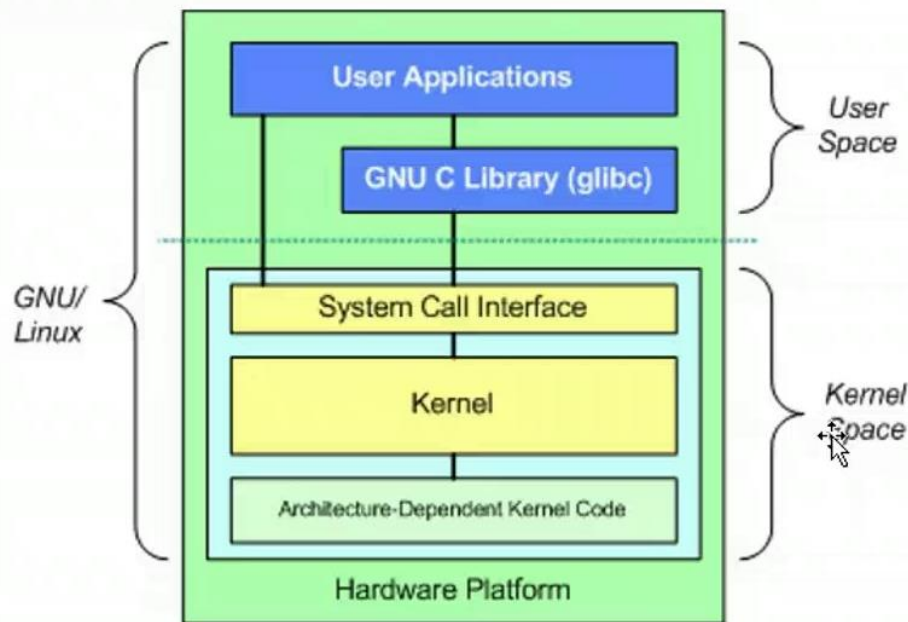 User Applications
User
Space
GNU C Library (glibc)
GNU/
Linux
System Call Interface
Kernel
Kernel
Space
Architecture-Dependent Kernel Code
Hardware Platform